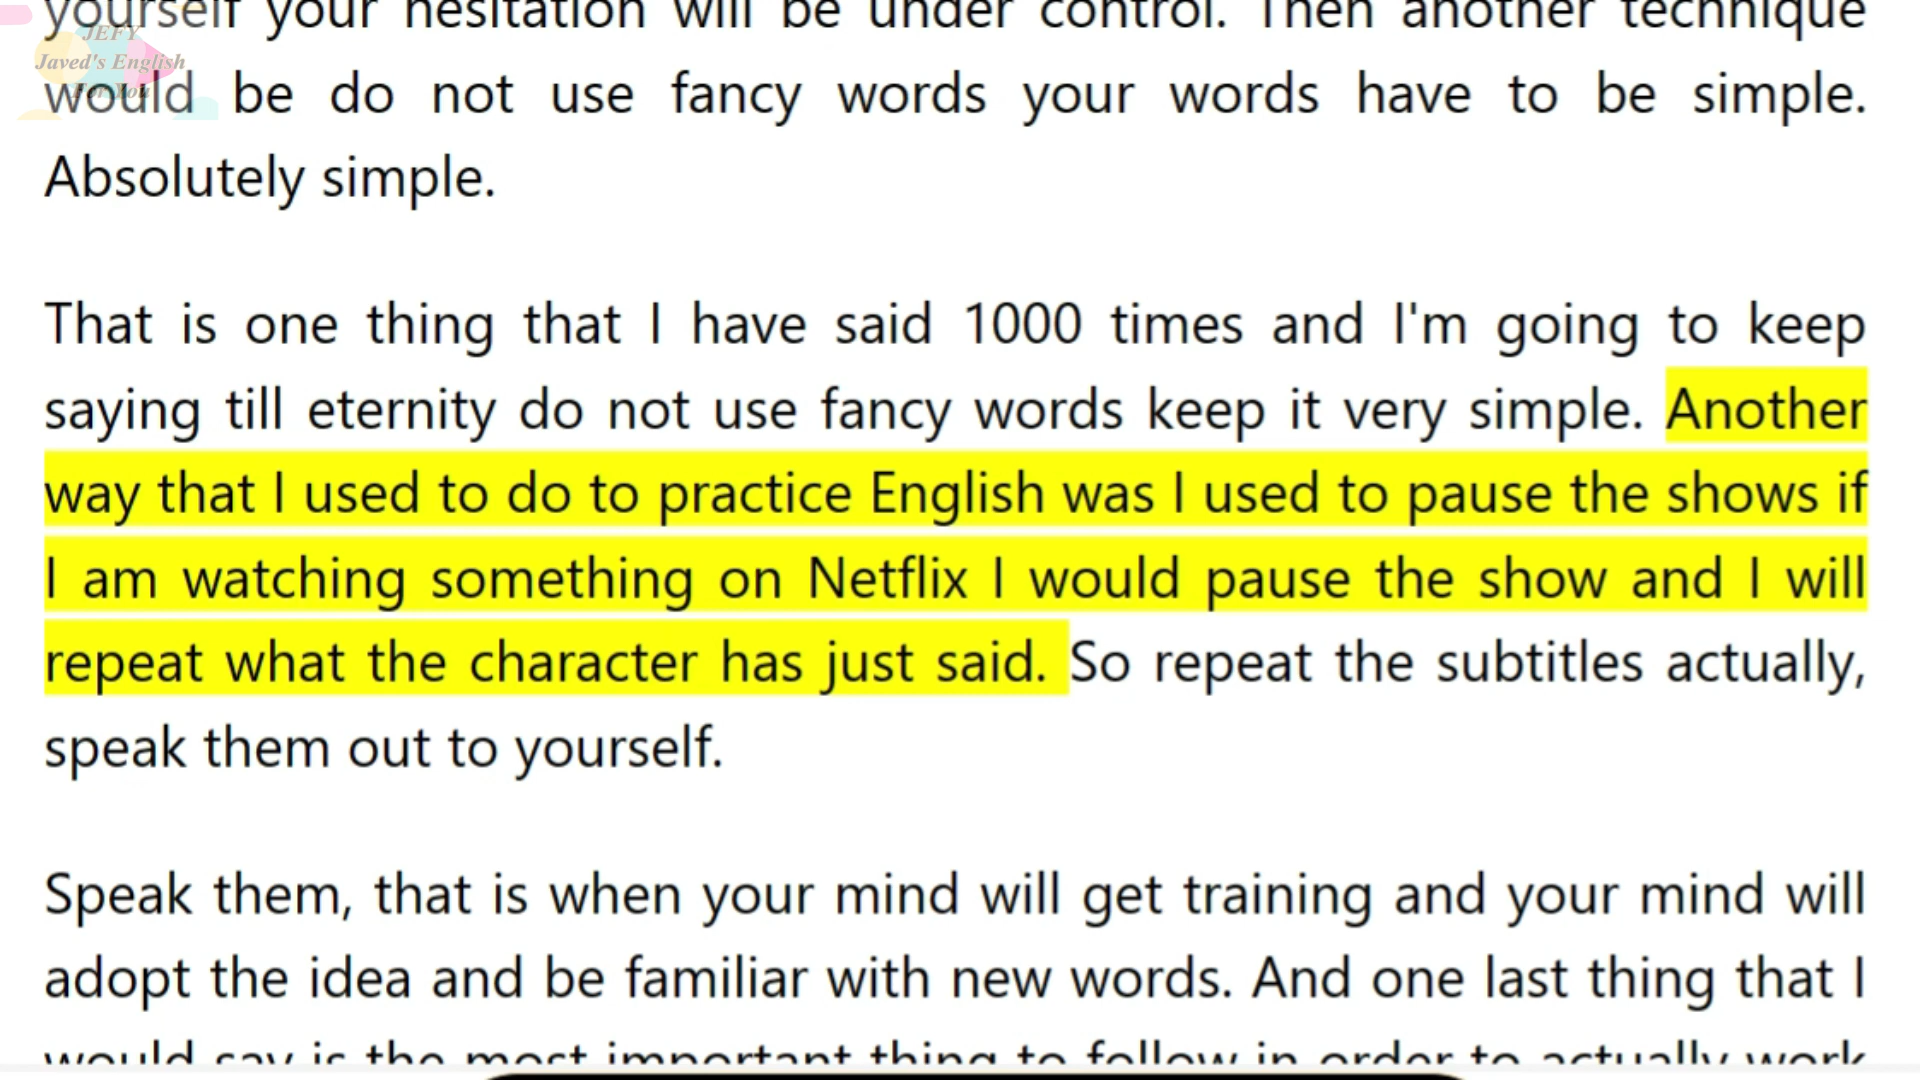 yourself your hesitation will be under control. Then another technique
JEFY
Javed's English
For You
would be do not use fancy words your words have to be simple.
Absolutely simple.
That is one thing that I have said 1000 times and I'm going to keep
saying till eternity do not use fancy words keep it very simple. Another
way that I used to do to practice English was I used to pause the shows if
I am watching something on Netflix I would pause the show and I will
repeat what the character has just said. So repeat the subtitles actually,
speak them out to yourself.
Speak them, that is when your mind will get training and your mind will
adopt the idea and be familiar with new words. And one last thing that I
would say is the most important thing to follow in order to actually work